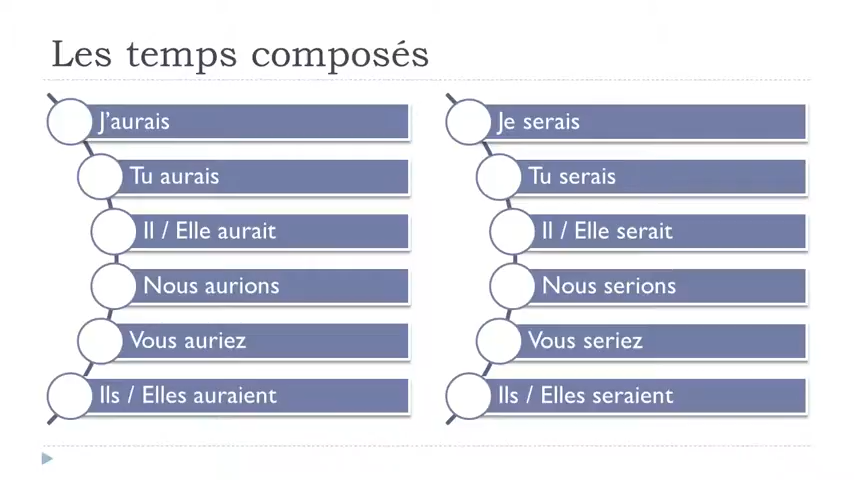 Les temps composés
J'aurais
Tu aurais
Il / Elle aurait
Nous aurions
Vous auriez
Ils / Elles auraient
Je serais
Tu serais
Il / Elle serait
Nous serions
Vous seriez
Ils / Elles seraient